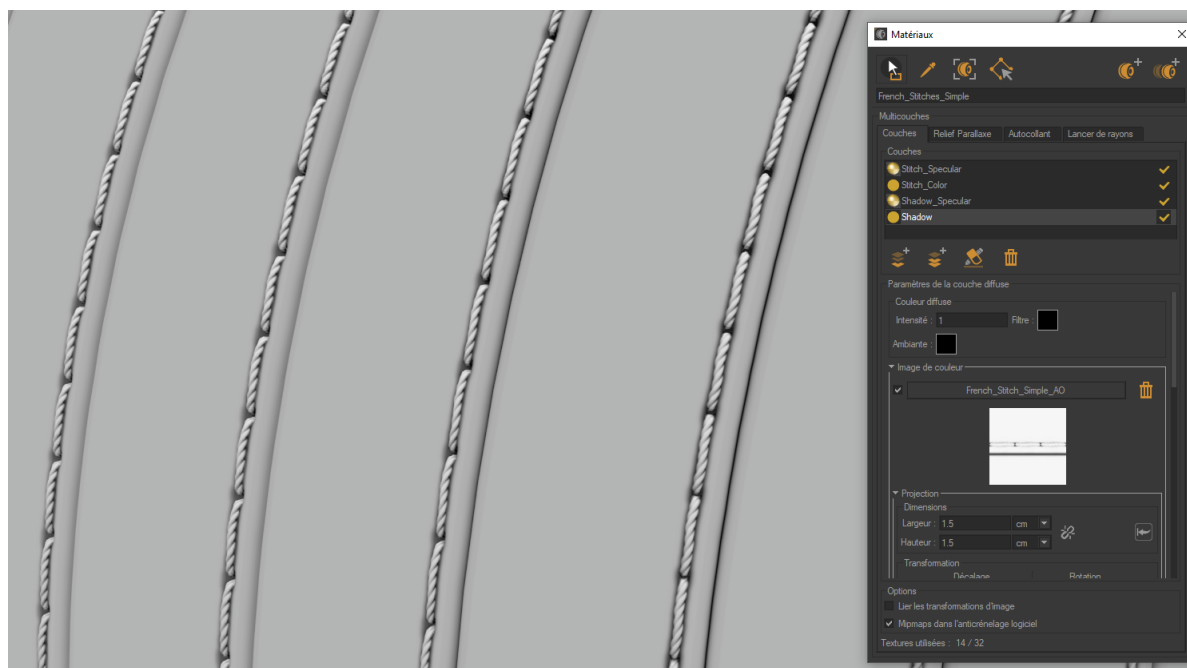 Matériaux
French_Stitches_Simple
Multicouches
Couches Relief Parallaxe Autocollant Lancer de rayons
Couches
Stitch_Specular
Stitch_Color
Shadow_Specular
Shadow
Paramètres de la couche diffuse
Couleur diffuse
Intensité : 1 Filtre :
Ambiante :
Image de couleur
French_Stitch_Simple_AO
Projection
Dimensions
Largeur : 1.5 cm
Hauteur : 1.5 cm
Transformation
Décalage Rotation
Options
Lier les transformations d'image
Mipmaps dans l'anticrénelage logiciel
Textures utilisées : 14 / 32